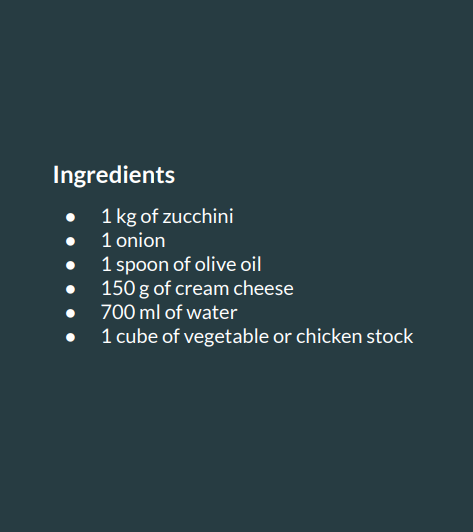 Ingredients
● 1 kg of zucchini
● 1 onion
● 1 spoon of olive oil
● 150 g of cream cheese
● 700 ml of water
● 1 cube of vegetable or chicken stock